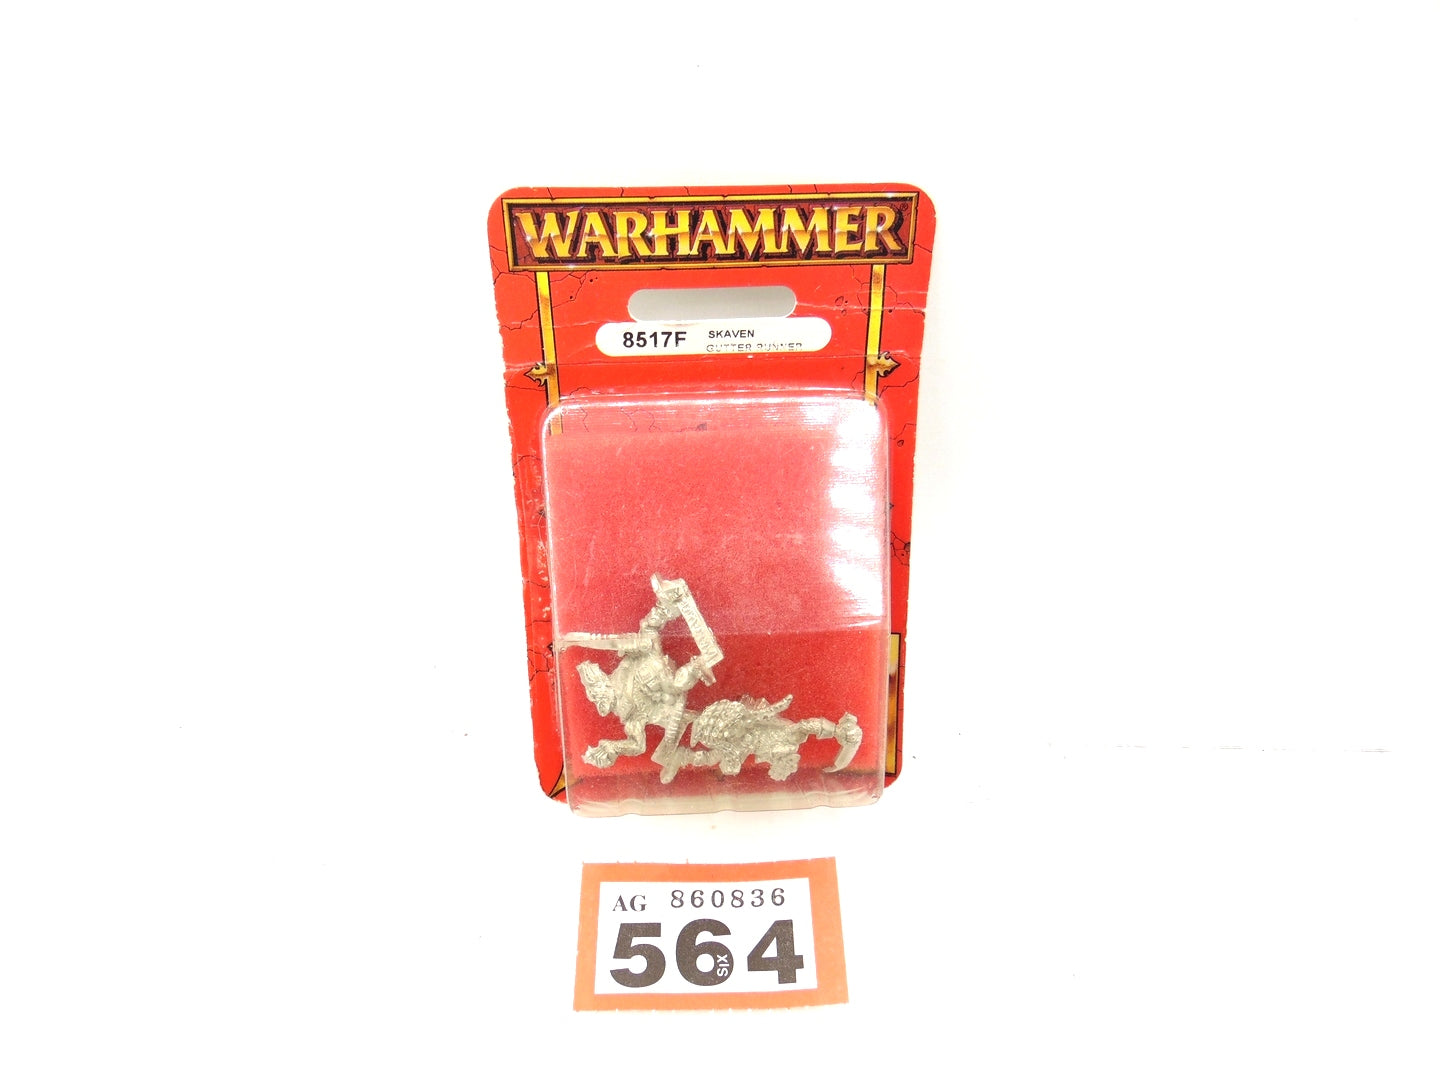 WARHAMMER®
8517F SKAVEN
GUTTER RUNNER
AG 860836
564
SIX